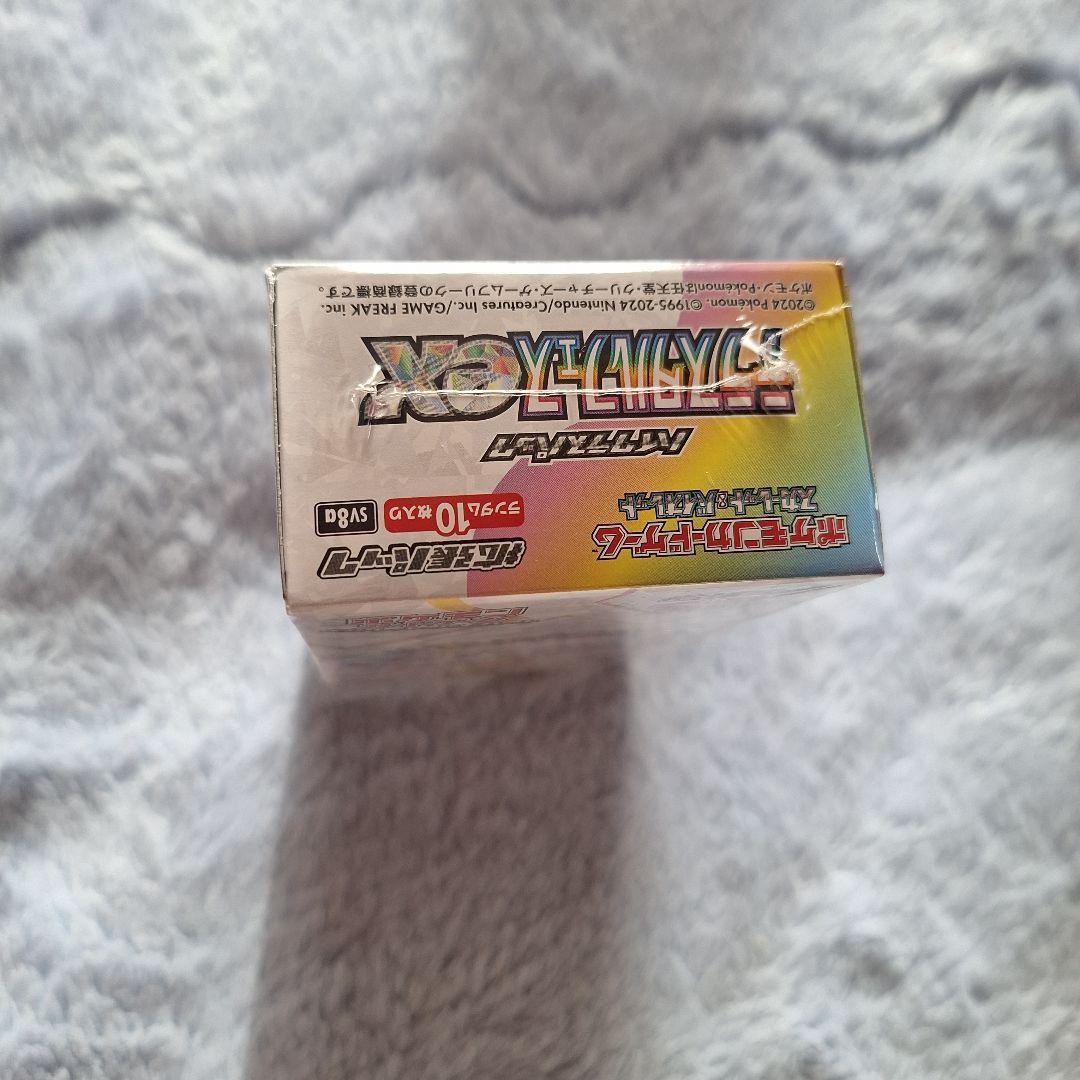 ポケモンカードゲーム
スカーレット&バイオレット
拡張パック
ランダム10枚入り
sv8a
ハイクラスパック
テラスタルフェスex
©2024 Pokémon. ©1995-2024 Nintendo/Creatures Inc./GAME FREAK inc.
ポケモン・Pokémonは任天堂・クリーチャーズ・ゲームフリークの登録商標です。